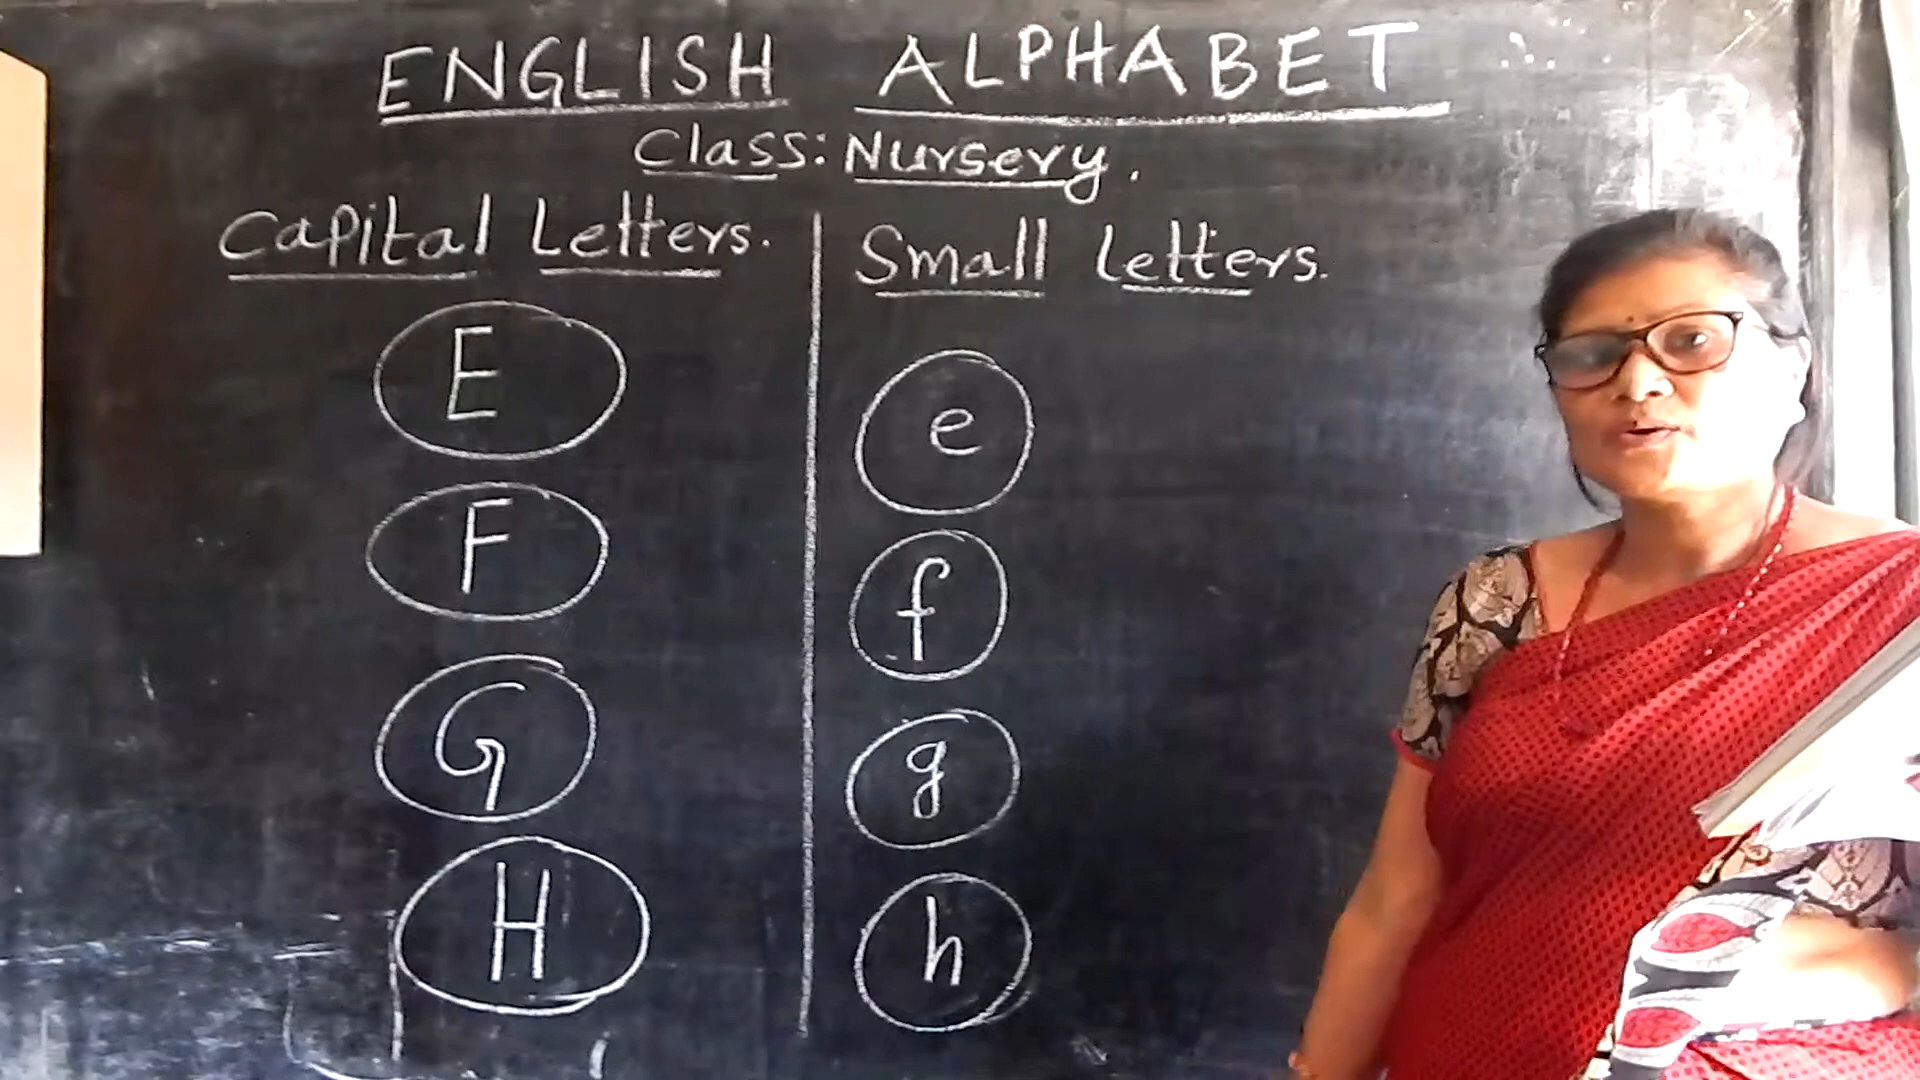 ENGLISH ALPHABET
Class: Nursery.
Capital Letters.
E
F
G
H
Small Letters.
e
f
g
h